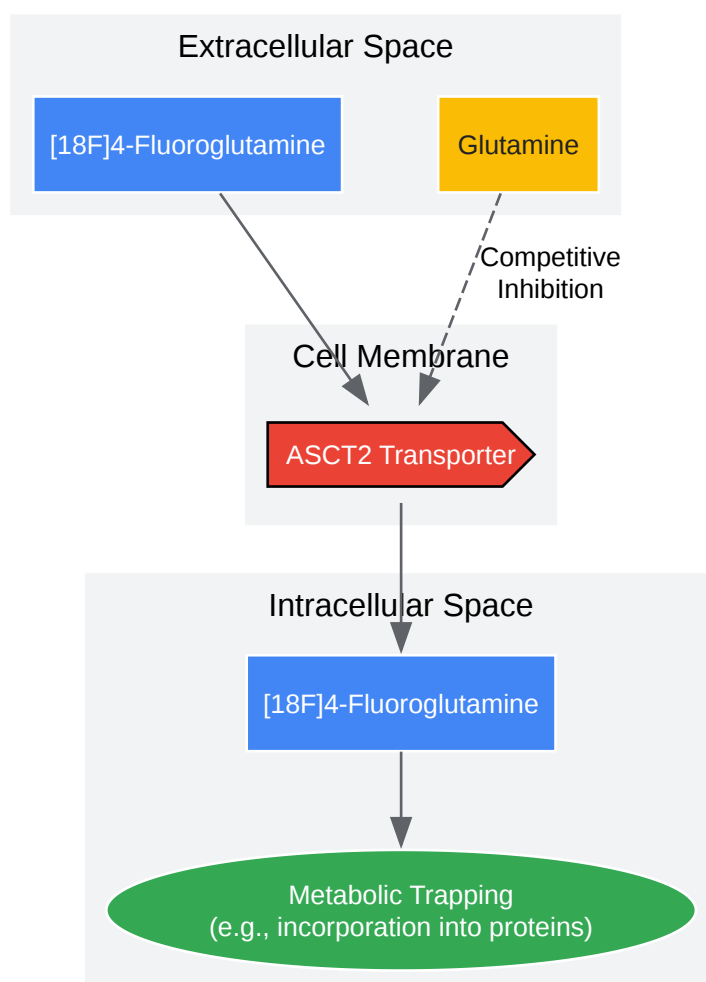 Extracellular Space
[18F]4-Fluoroglutamine
Glutamine
Competitive
Inhibition
Cell Membrane
ASCT2 Transporter
Intracellular Space
[18F]4-Fluoroglutamine
Metabolic Trapping
(e.g., incorporation into proteins)